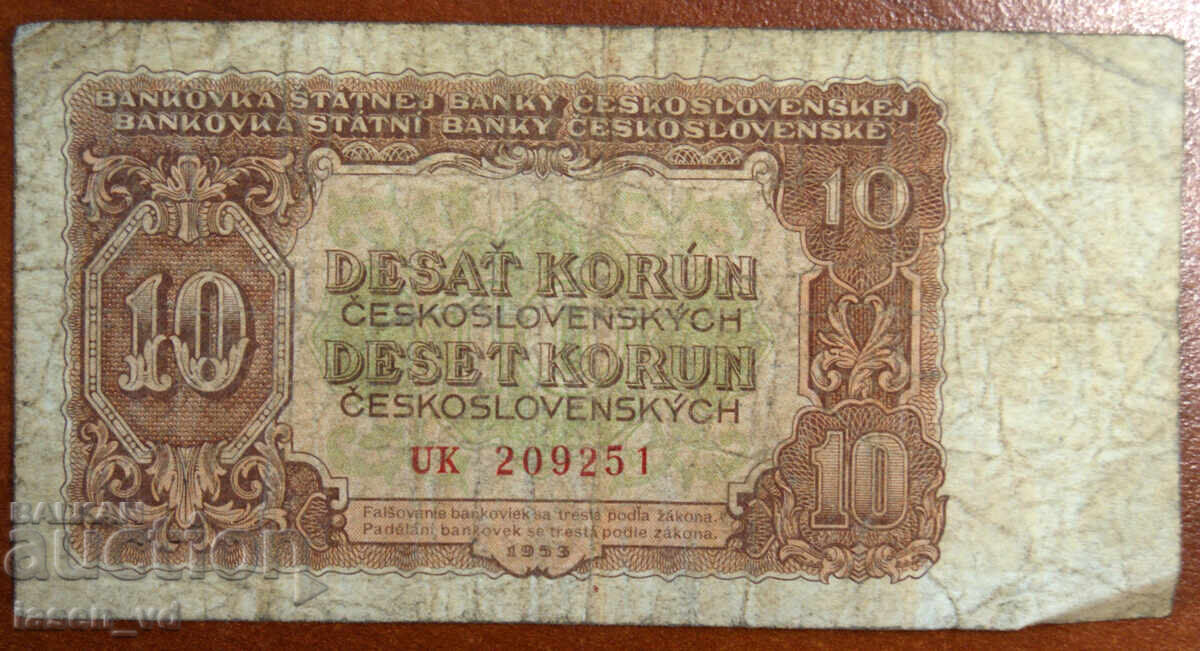 BANKOVKA ŠTÁTNEJ BANKY ČESKOSLOVENSKEJ
BANKOVKA STÁTNÍ BANKY ČESKOSLOVENSKÉ
10
10
DESAŤ KORÚN
ČESKOSLOVENSKÝCH
DESET KORUN
ČESKOSLOVENSKÝCH
UK 209251
10
Falšovanie bankoviek sa trestá podľa zákona.
Padělání bankovek se trestá podle zákona.
1953
BALKAN
auction
iasen_vd